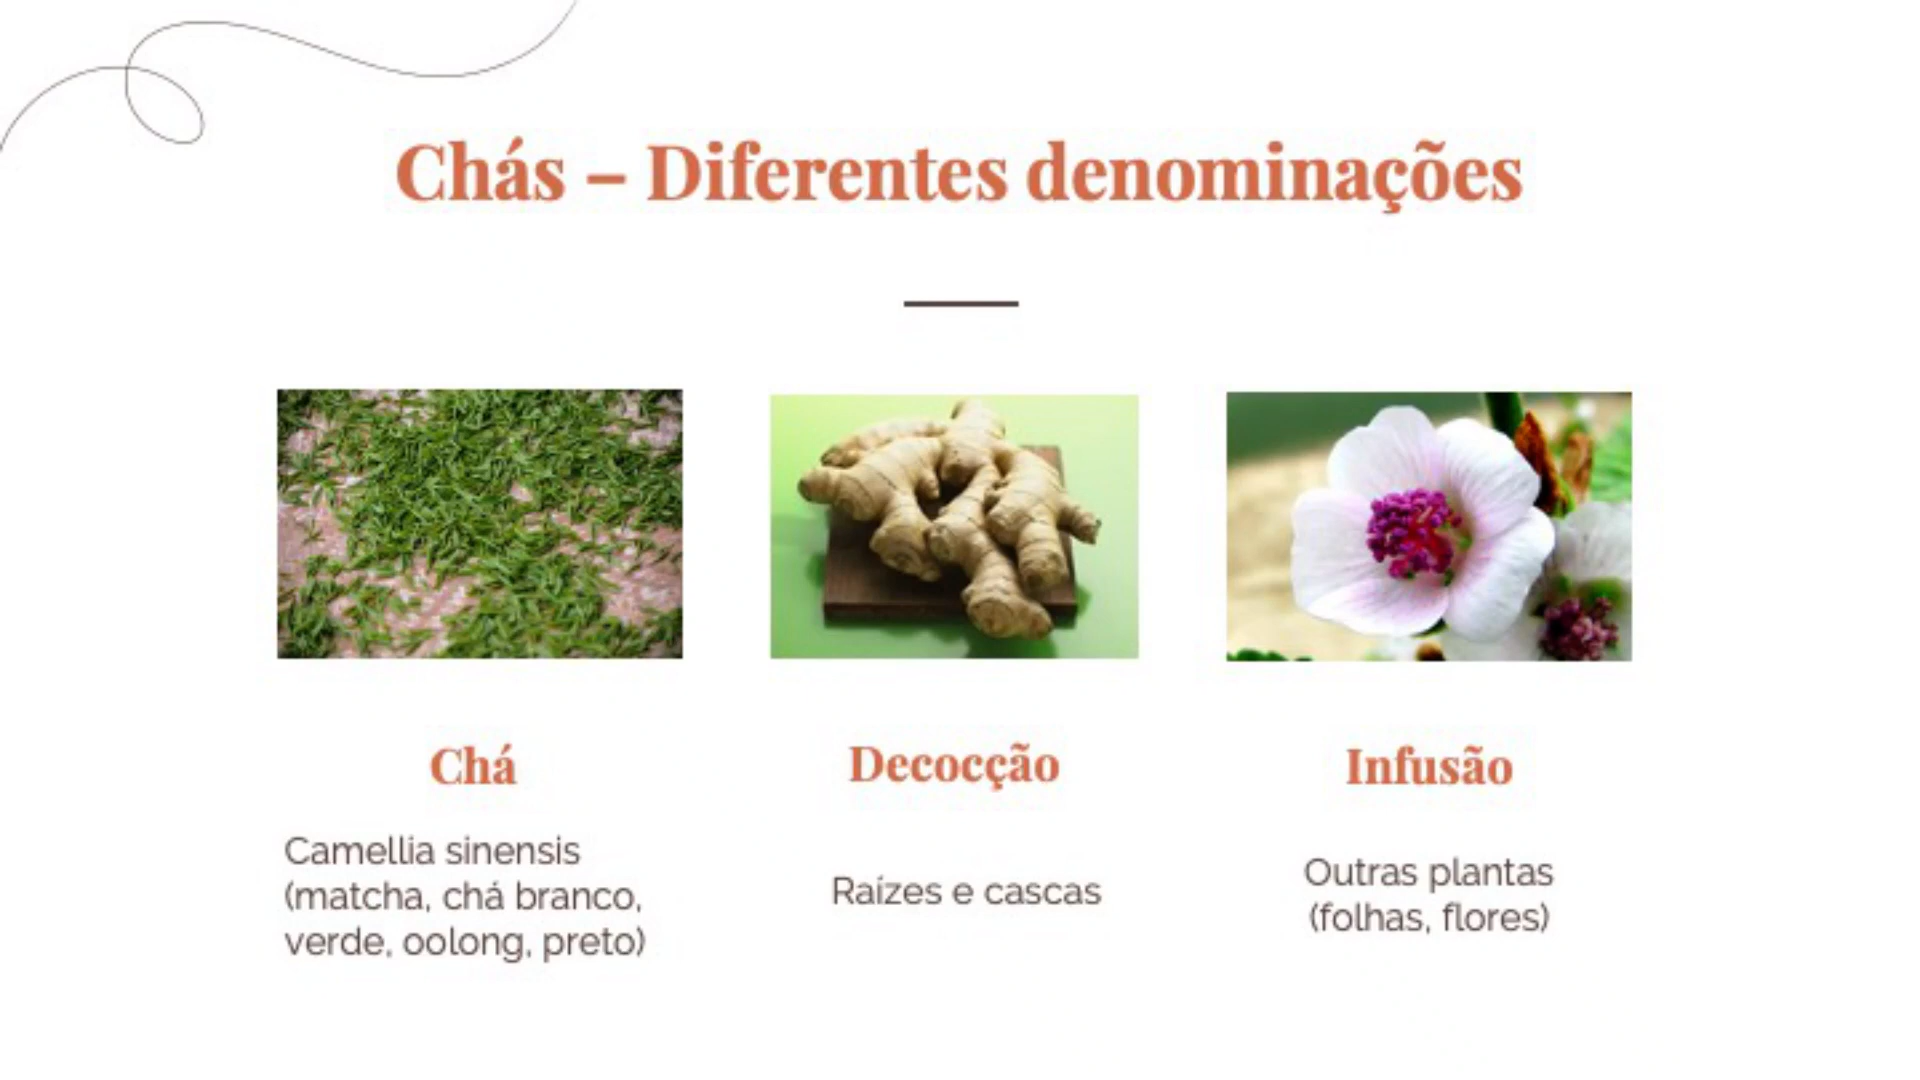 Chás – Diferentes denominações
Chá
Camellia sinensis
(matcha, chá branco,
verde, oolong, preto)
Decocção
Raízes e cascas
Infusão
Outras plantas
(folhas, flores)